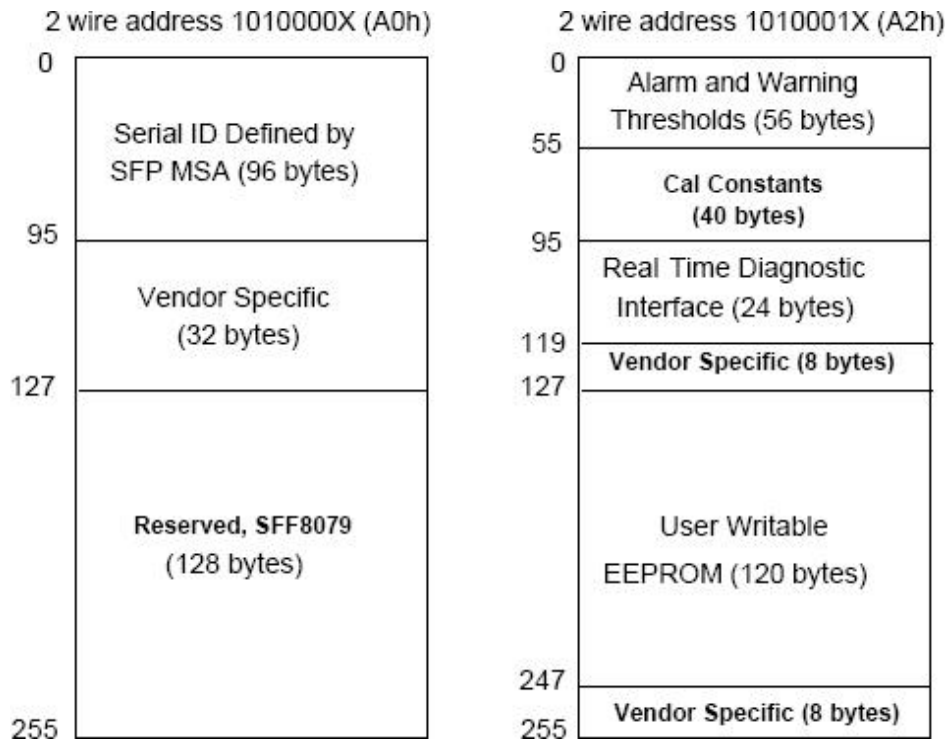 2 wire address 1010000X (A0h)
0
Serial ID Defined by
SFP MSA (96 bytes)
95
Vendor Specific
(32 bytes)
127
Reserved, SFF8079
(128 bytes)
255
2 wire address 1010001X (A2h)
0
Alarm and Warning
Thresholds (56 bytes)
55
Cal Constants
(40 bytes)
95
Real Time Diagnostic
Interface (24 bytes)
119
Vendor Specific (8 bytes)
127
User Writable
EEPROM (120 bytes)
247
Vendor Specific (8 bytes)
255